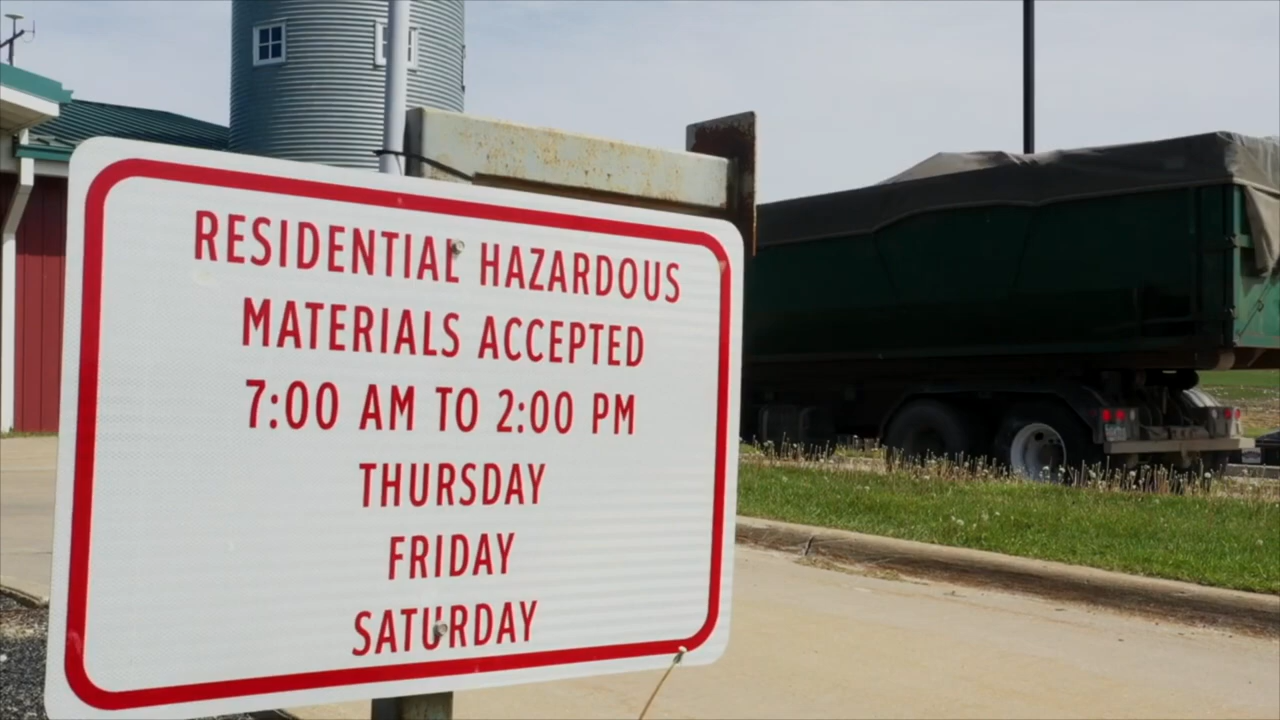 RESIDENTIAL HAZARDOUS
MATERIALS ACCEPTED
7:00 AM TO 2:00 PM
THURSDAY
FRIDAY
SATURDAY